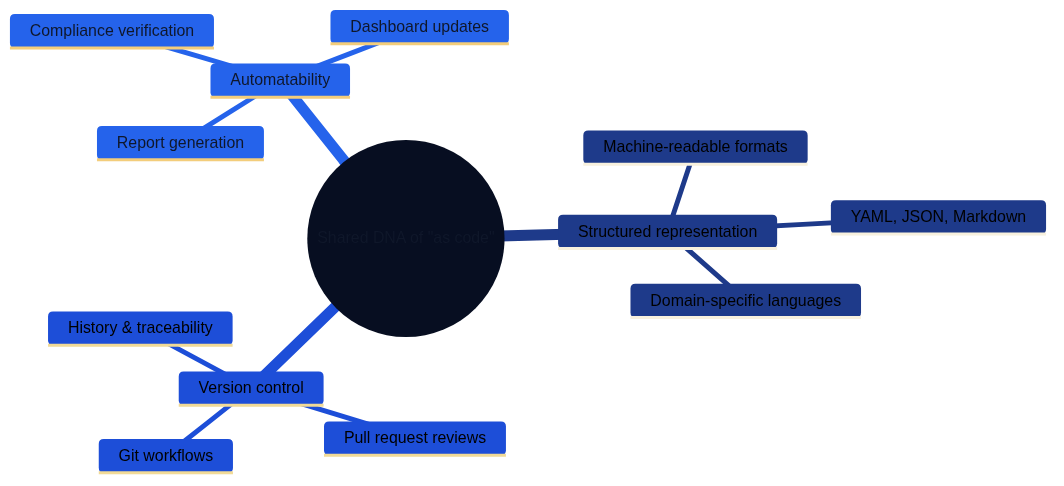 Compliance verification
Dashboard updates
Automatability
Report generation
Shared DNA of "as code"
Machine-readable formats
YAML, JSON, Markdown
Structured representation
Domain-specific languages
History & traceability
Version control
Pull request reviews
Git workflows